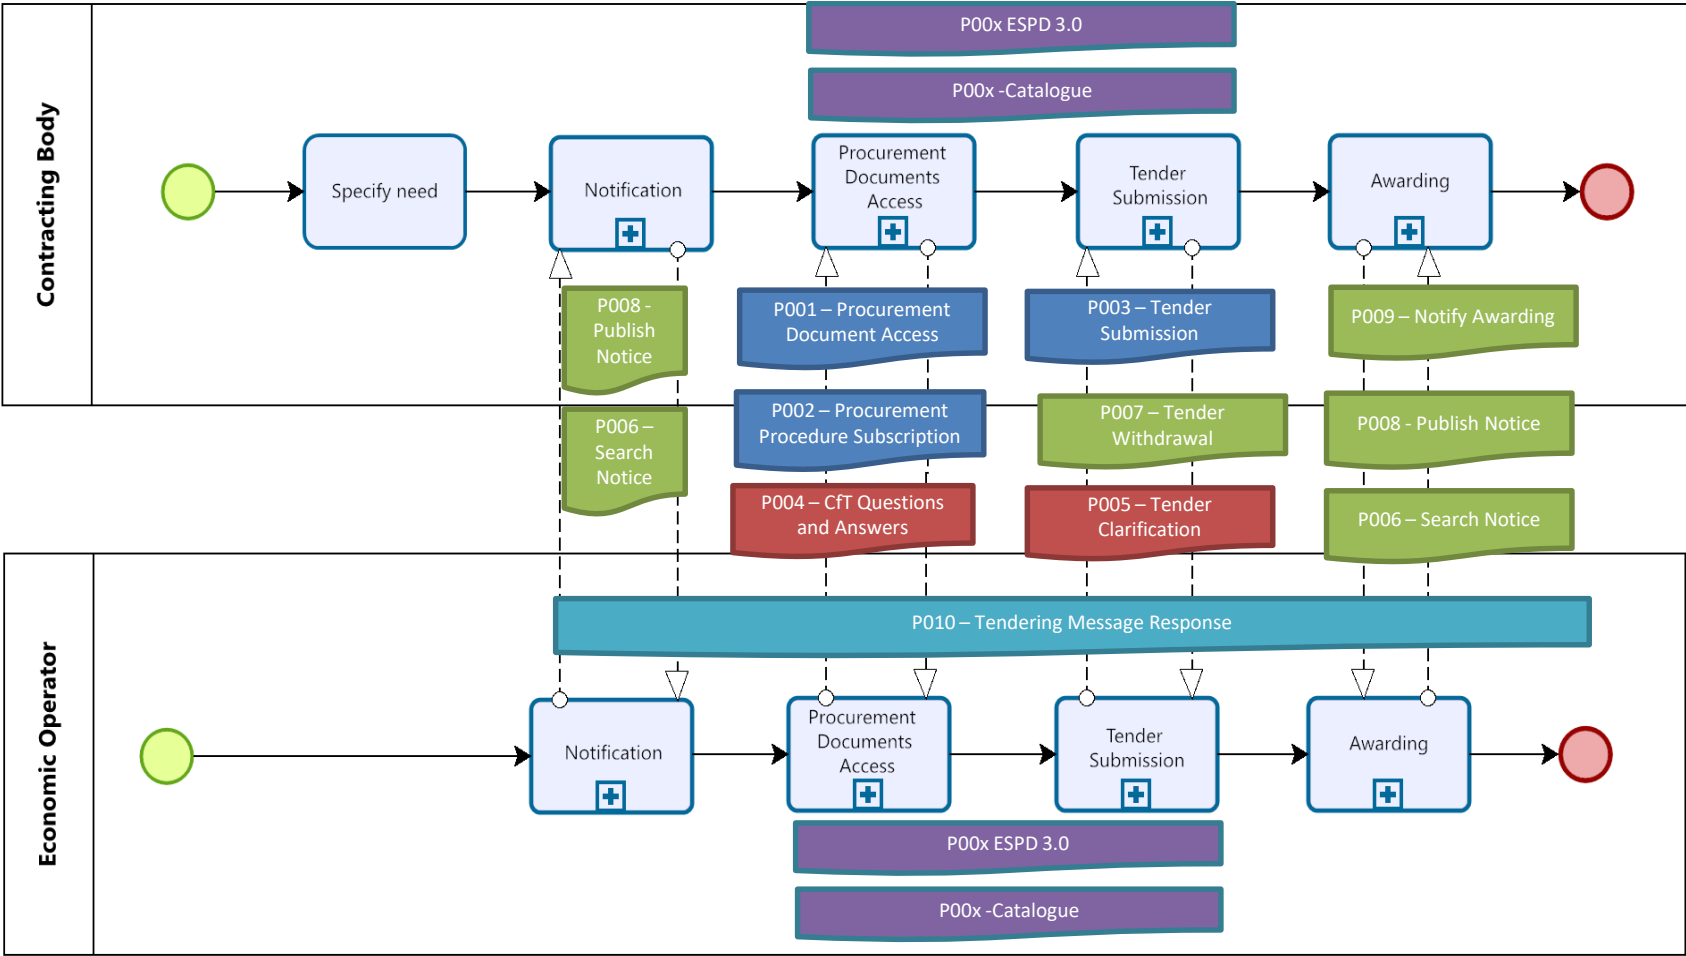 P00x ESPD 3.0
P00x -Catalogue
Contracting Body
Specify need
Notification
Procurement
Documents
Access
Tender
Submission
Awarding
P008 -
Publish
Notice
P001 – Procurement
Document Access
P003 – Tender
Submission
P009 – Notify Awarding
P006 –
Search
Notice
P002 – Procurement
Procedure Subscription
P007 – Tender
Withdrawal
P008 - Publish Notice
P004 – CfT Questions
and Answers
P005 – Tender
Clarification
P006 – Search Notice
P010 – Tendering Message Response
Economic Operator
Notification
Procurement
Documents
Access
Tender
Submission
Awarding
P00x ESPD 3.0
P00x -Catalogue